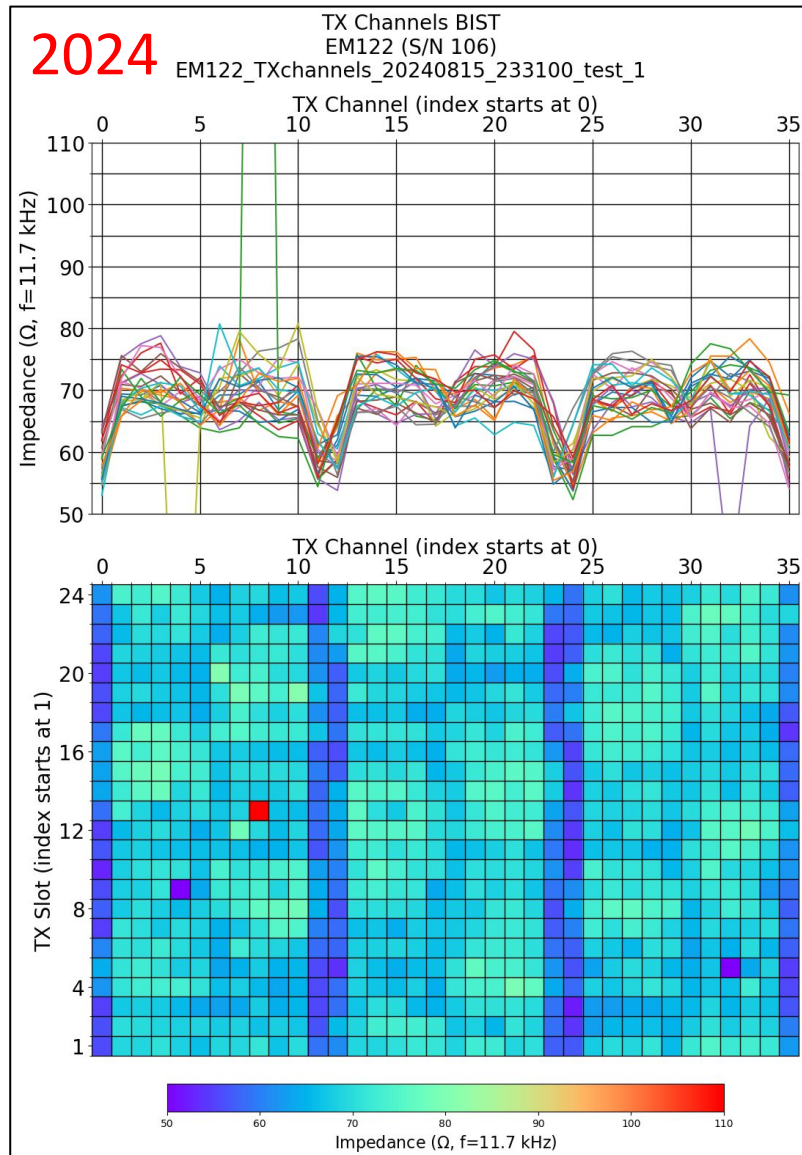 TX Channels BIST
2024
EM122 (S/N 106)
EM122_TXchannels_20240815_233100_test_1
TX Channel (index starts at 0)
0 5 10 15 20 25 30 35
110
100
90
80
70
60
50
Impedance (Ω, f=11.7 kHz)
TX Channel (index starts at 0)
0 5 10 15 20 25 30 35
24
20
16
12
8
4
1
TX Slot (index starts at 1)
50 60 70 80 90 100 110
Impedance (Ω, f=11.7 kHz)